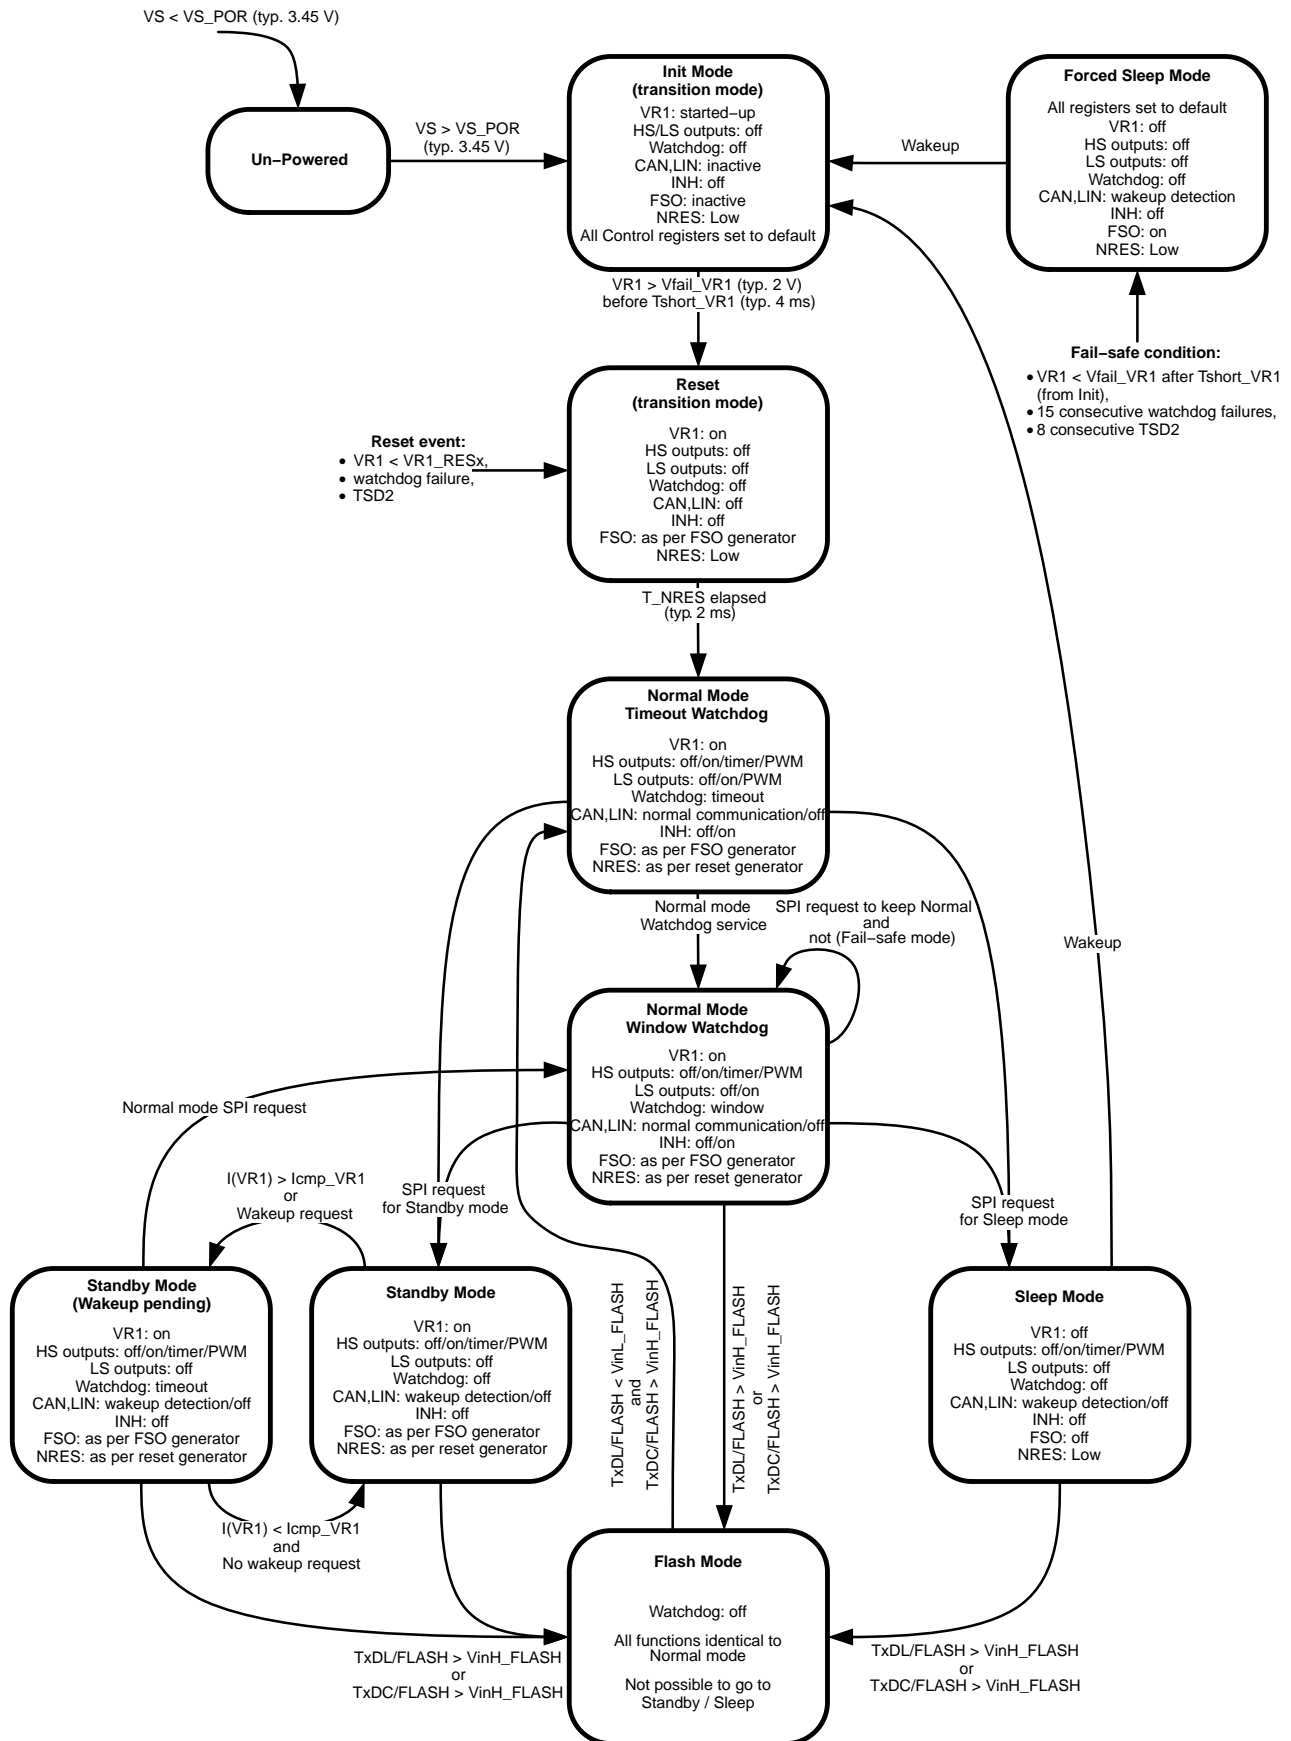 VS < VS_POR (typ. 3.45 V)
Un−Powered
VS > VS_POR
(typ. 3.45 V)
Init Mode
(transition mode)
VR1: started−up
HS/LS outputs: off
Watchdog: off
CAN,LIN: inactive
INH: off
FSO: inactive
NRES: Low
All Control registers set to default
Wakeup
Forced Sleep Mode
All registers set to default
VR1: off
HS outputs: off
LS outputs: off
Watchdog: off
CAN,LIN: wakeup detection
INH: off
FSO: on
NRES: Low
VR1 > Vfail_VR1 (typ. 2 V)
before Tshort_VR1 (typ. 4 ms)
Fail−safe condition:
• VR1 < Vfail_VR1 after Tshort_VR1
(from Init),
• 15 consecutive watchdog failures,
• 8 consecutive TSD2
Reset event:
• VR1 < VR1_RESx,
• watchdog failure,
• TSD2
Reset
(transition mode)
VR1: on
HS outputs: off
LS outputs: off
Watchdog: off
CAN,LIN: off
INH: off
FSO: as per FSO generator
NRES: Low
T_NRES elapsed
(typ. 2 ms)
Normal Mode
Timeout Watchdog
VR1: on
HS outputs: off/on/timer/PWM
LS outputs: off/on/PWM
Watchdog: timeout
CAN,LIN: normal communication/off
INH: off/on
FSO: as per FSO generator
NRES: as per reset generator
Normal mode
Watchdog service
SPI request to keep Normal
and
not (Fail−safe mode)
Wakeup
Normal Mode
Window Watchdog
VR1: on
HS outputs: off/on/timer/PWM
LS outputs: off/on
Watchdog: window
CAN,LIN: normal communication/off
INH: off/on
FSO: as per FSO generator
NRES: as per reset generator
Normal mode SPI request
I(VR1) > Icmp_VR1
or
Wakeup request
SPI request
for Standby mode
SPI request
for Sleep mode
Standby Mode
(Wakeup pending)
VR1: on
HS outputs: off/on/timer/PWM
LS outputs: off
Watchdog: timeout
CAN,LIN: wakeup detection/off
INH: off
FSO: as per FSO generator
NRES: as per reset generator
Standby Mode
VR1: on
HS outputs: off/on/timer/PWM
LS outputs: off
Watchdog: off
CAN,LIN: wakeup detection/off
INH: off
FSO: as per FSO generator
NRES: as per reset generator
TxDL/FLASH < VinL_FLASH
and
TxDC/FLASH > VinH_FLASH
TxDL/FLASH > VinH_FLASH
or
TxDC/FLASH > VinH_FLASH
Sleep Mode
VR1: off
HS outputs: off/on/timer/PWM
LS outputs: off
Watchdog: off
CAN,LIN: wakeup detection/off
INH: off
FSO: off
NRES: Low
I(VR1) < Icmp_VR1
and
No wakeup request
Flash Mode
Watchdog: off
All functions identical to
Normal mode
Not possible to go to
Standby / Sleep
TxDL/FLASH > VinH_FLASH
or
TxDC/FLASH > VinH_FLASH
TxDL/FLASH > VinH_FLASH
or
TxDC/FLASH > VinH_FLASH